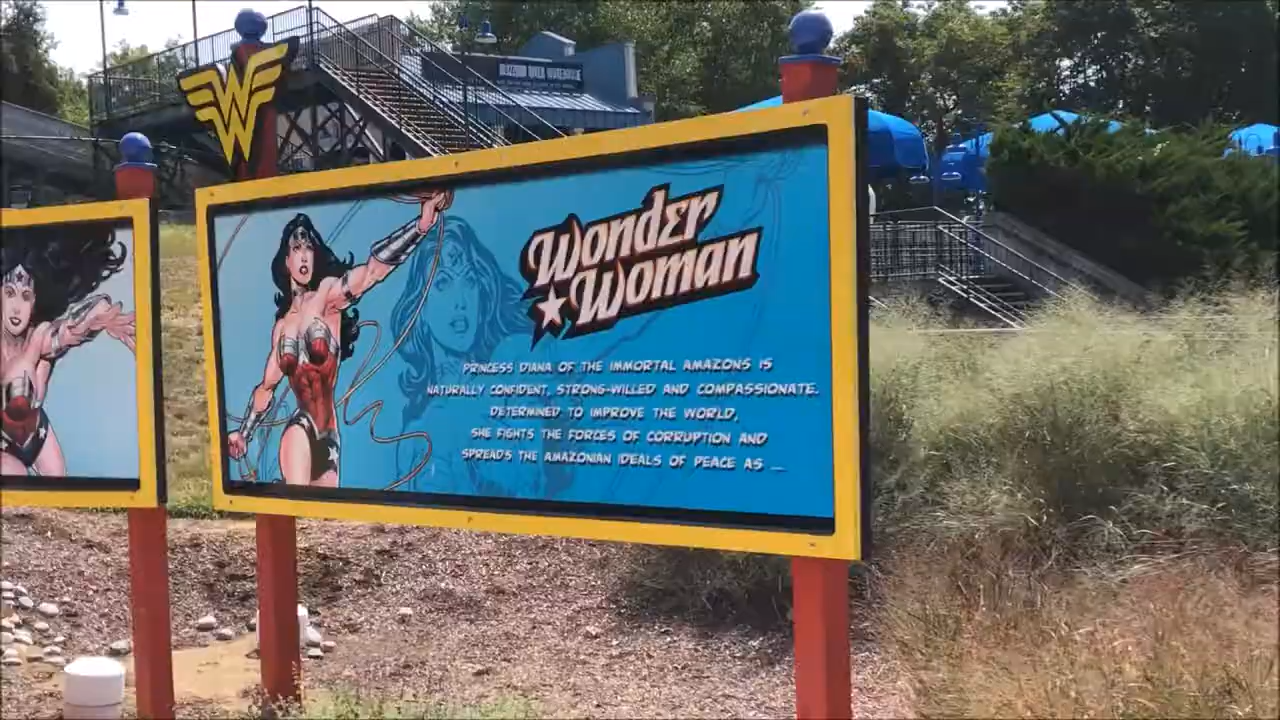 Wonder
Woman
PRINCESS DIANA OF THE IMMORTAL AMAZONS IS
NATURALLY CONFIDENT, STRONG-WILLED AND COMPASSIONATE.
DETERMINED TO IMPROVE THE WORLD,
SHE FIGHTS THE FORCES OF CORRUPTION AND
SPREADS THE AMAZONIAN IDEALS OF PEACE AS ...